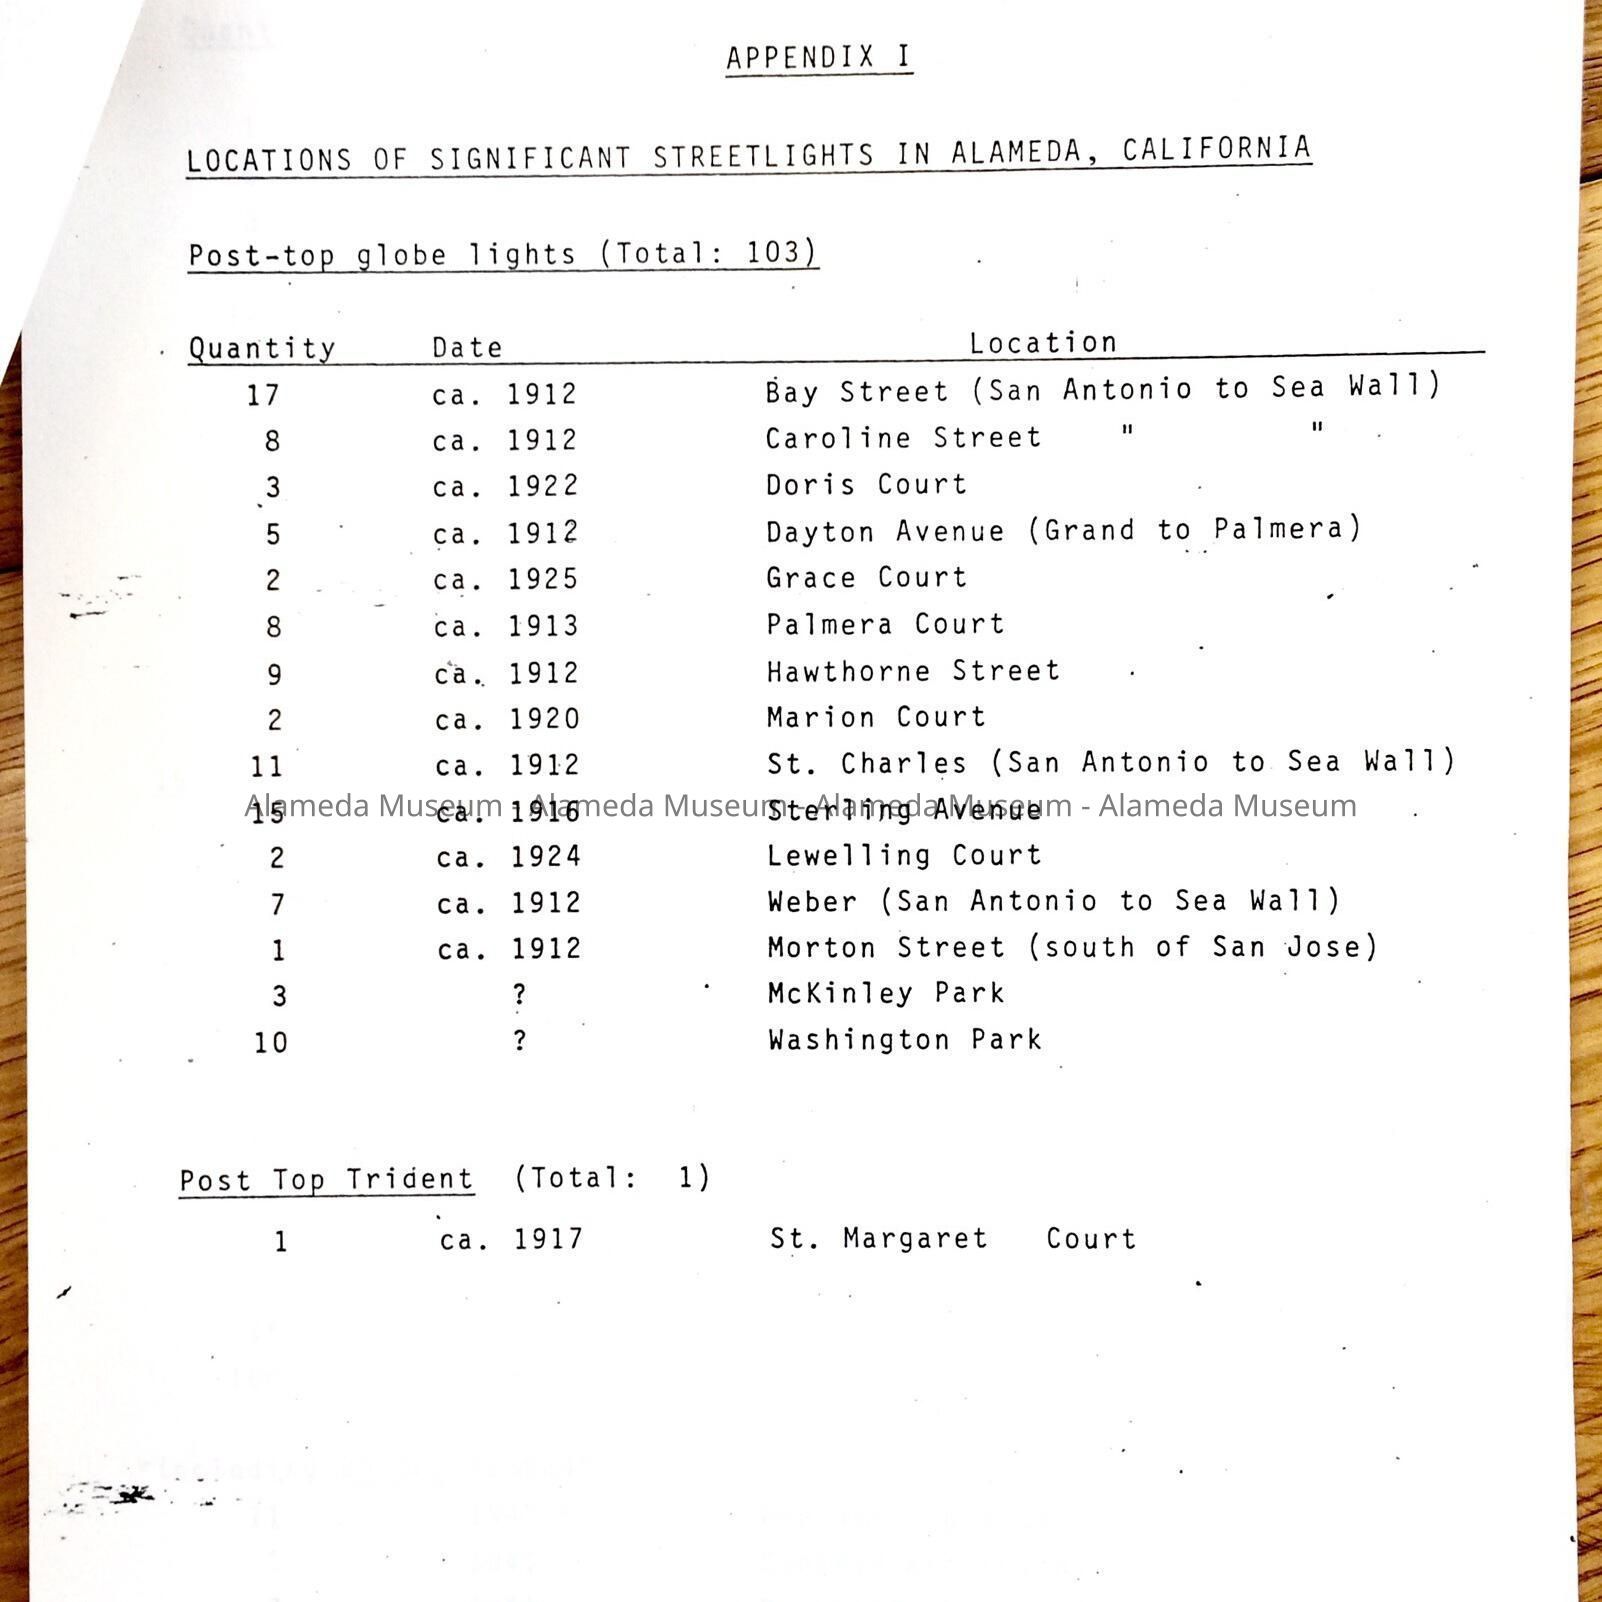 APPENDIX I
LOCATIONS OF SIGNIFICANT STREETLIGHTS IN ALAMEDA, CALIFORNIA
Post-top globe lights (Total: 103)
Quantity Date Location
17 ca. 1912 Bay Street (San Antonio to Sea Wall)
8 ca. 1912 Caroline Street " "
3 ca. 1922 Doris Court
5 ca. 1912 Dayton Avenue (Grand to Palmera)
2 ca. 1925 Grace Court
8 ca. 1913 Palmera Court
9 ca. 1912 Hawthorne Street
2 ca. 1920 Marion Court
11 ca. 1912 St. Charles (San Antonio to Sea Wall)
15 ca. 1916 Sterling Avenue
Alameda Museum - Alameda Museum - Alameda Museum - Alameda Museum
2 ca. 1924 Lewelling Court
7 ca. 1912 Weber (San Antonio to Sea Wall)
1 ca. 1912 Morton Street (south of San Jose)
3 ? McKinley Park
10 ? Washington Park
Post Top Trident (Total: 1)
1 ca. 1917 St. Margaret Court